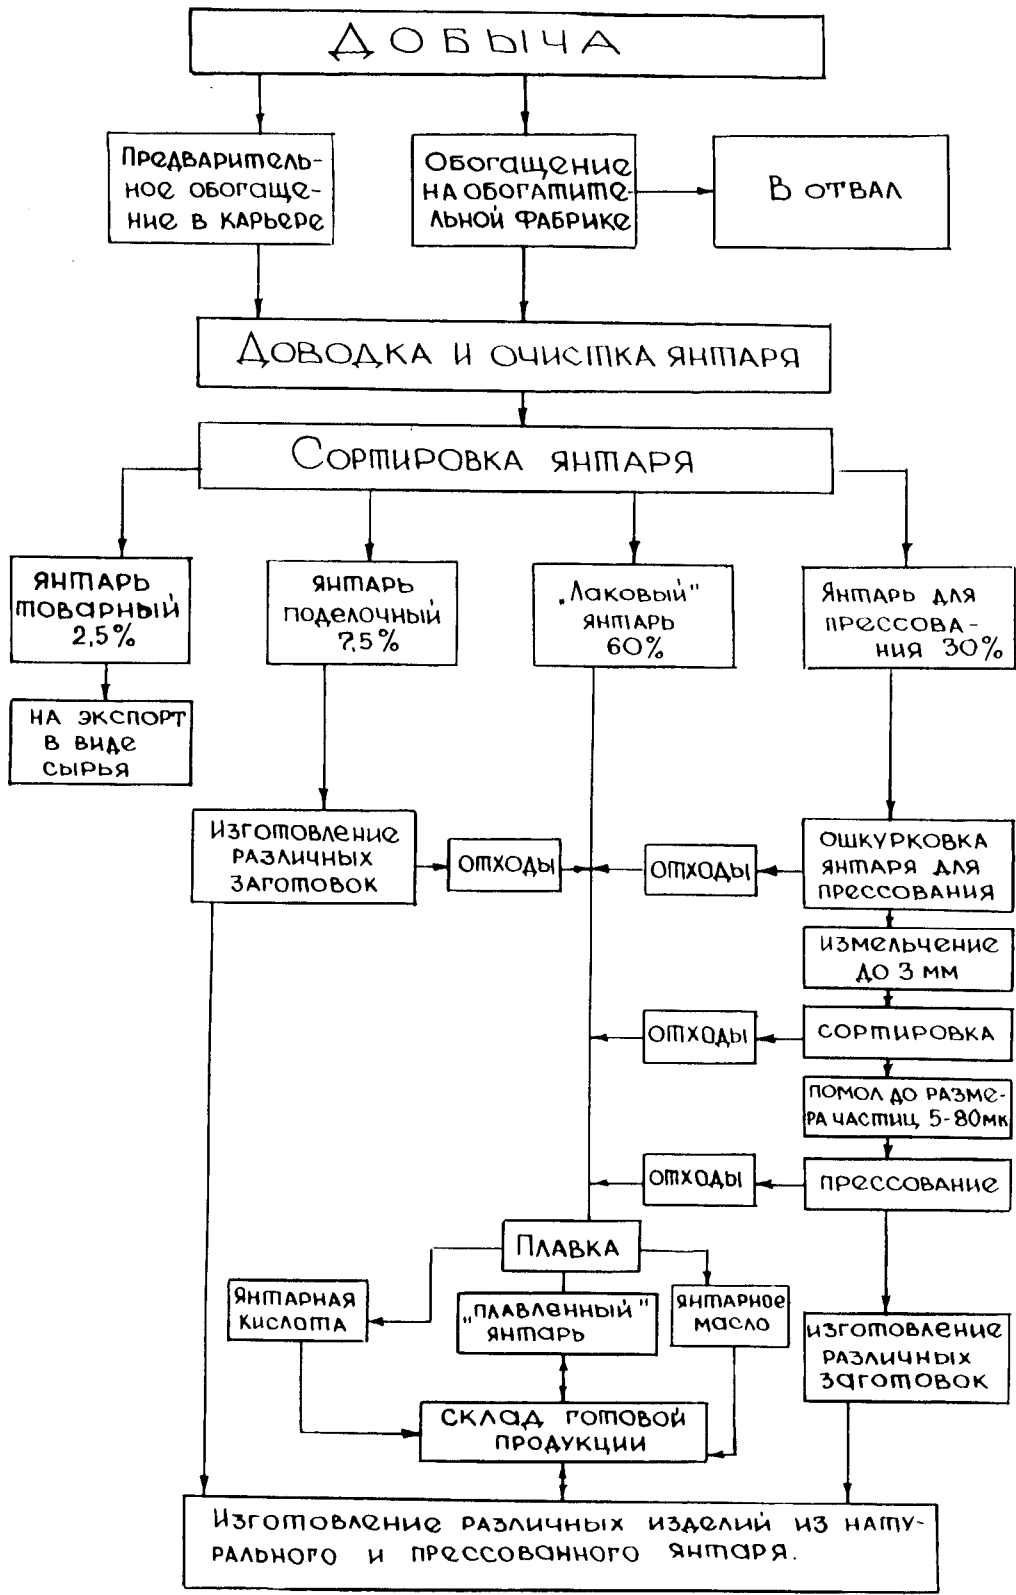 ДОБЫЧА
ПРЕДВАРИТЕЛЬ-
НОЕ ОБОГАЩЕ-
НИЕ В КАРЬЕРЕ
ОБОГАЩЕНИЕ
НА ОБОГАТИТЕ-
ЛЬНОЙ ФАБРИКЕ
В ОТВАЛ
ДОВОДКА И ОЧИСТКА ЯНТАРЯ
СОРТИРОВКА ЯНТАРЯ
ЯНТАРЬ
ТОВАРНЫЙ
2,5%
ЯНТАРЬ
ПОДЕЛОЧНЫЙ
7,5%
„ЛАКОВЫЙ"
ЯНТАРЬ
60%
ЯНТАРЬ ДЛЯ
ПРЕССОВА-
НИЯ 30%
НА ЭКСПОРТ
В ВИДЕ
СЫРЬЯ
ИЗГОТОВЛЕНИЕ
РАЗЛИЧНЫХ
ЗАГОТОВОК
ОТХОДЫ
ОТХОДЫ
ОШКУРКОВКА
ЯНТАРЯ ДЛЯ
ПРЕССОВАНИЯ
ИЗМЕЛЬЧЕНИЕ
ДО 3 ММ
ОТХОДЫ
СОРТИРОВКА
ПОМОЛ ДО РАЗМЕ-
РА ЧАСТИЦ 5-80МК
ОТХОДЫ
ПРЕССОВАНИЕ
ПЛАВКА
ЯНТАРНАЯ
КИСЛОТА
„ПЛАВЛЕННЫЙ"
ЯНТАРЬ
ЯНТАРНОЕ
МАСЛО
ИЗГОТОВЛЕНИЕ
РАЗЛИЧНЫХ
ЗАГОТОВОК
СКЛАД ГОТОВОЙ
ПРОДУКЦИИ
ИЗГОТОВЛЕНИЕ РАЗЛИЧНЫХ ИЗДЕЛИЙ ИЗ НАТУ-
РАЛЬНОГО И ПРЕССОВАННОГО ЯНТАРЯ.